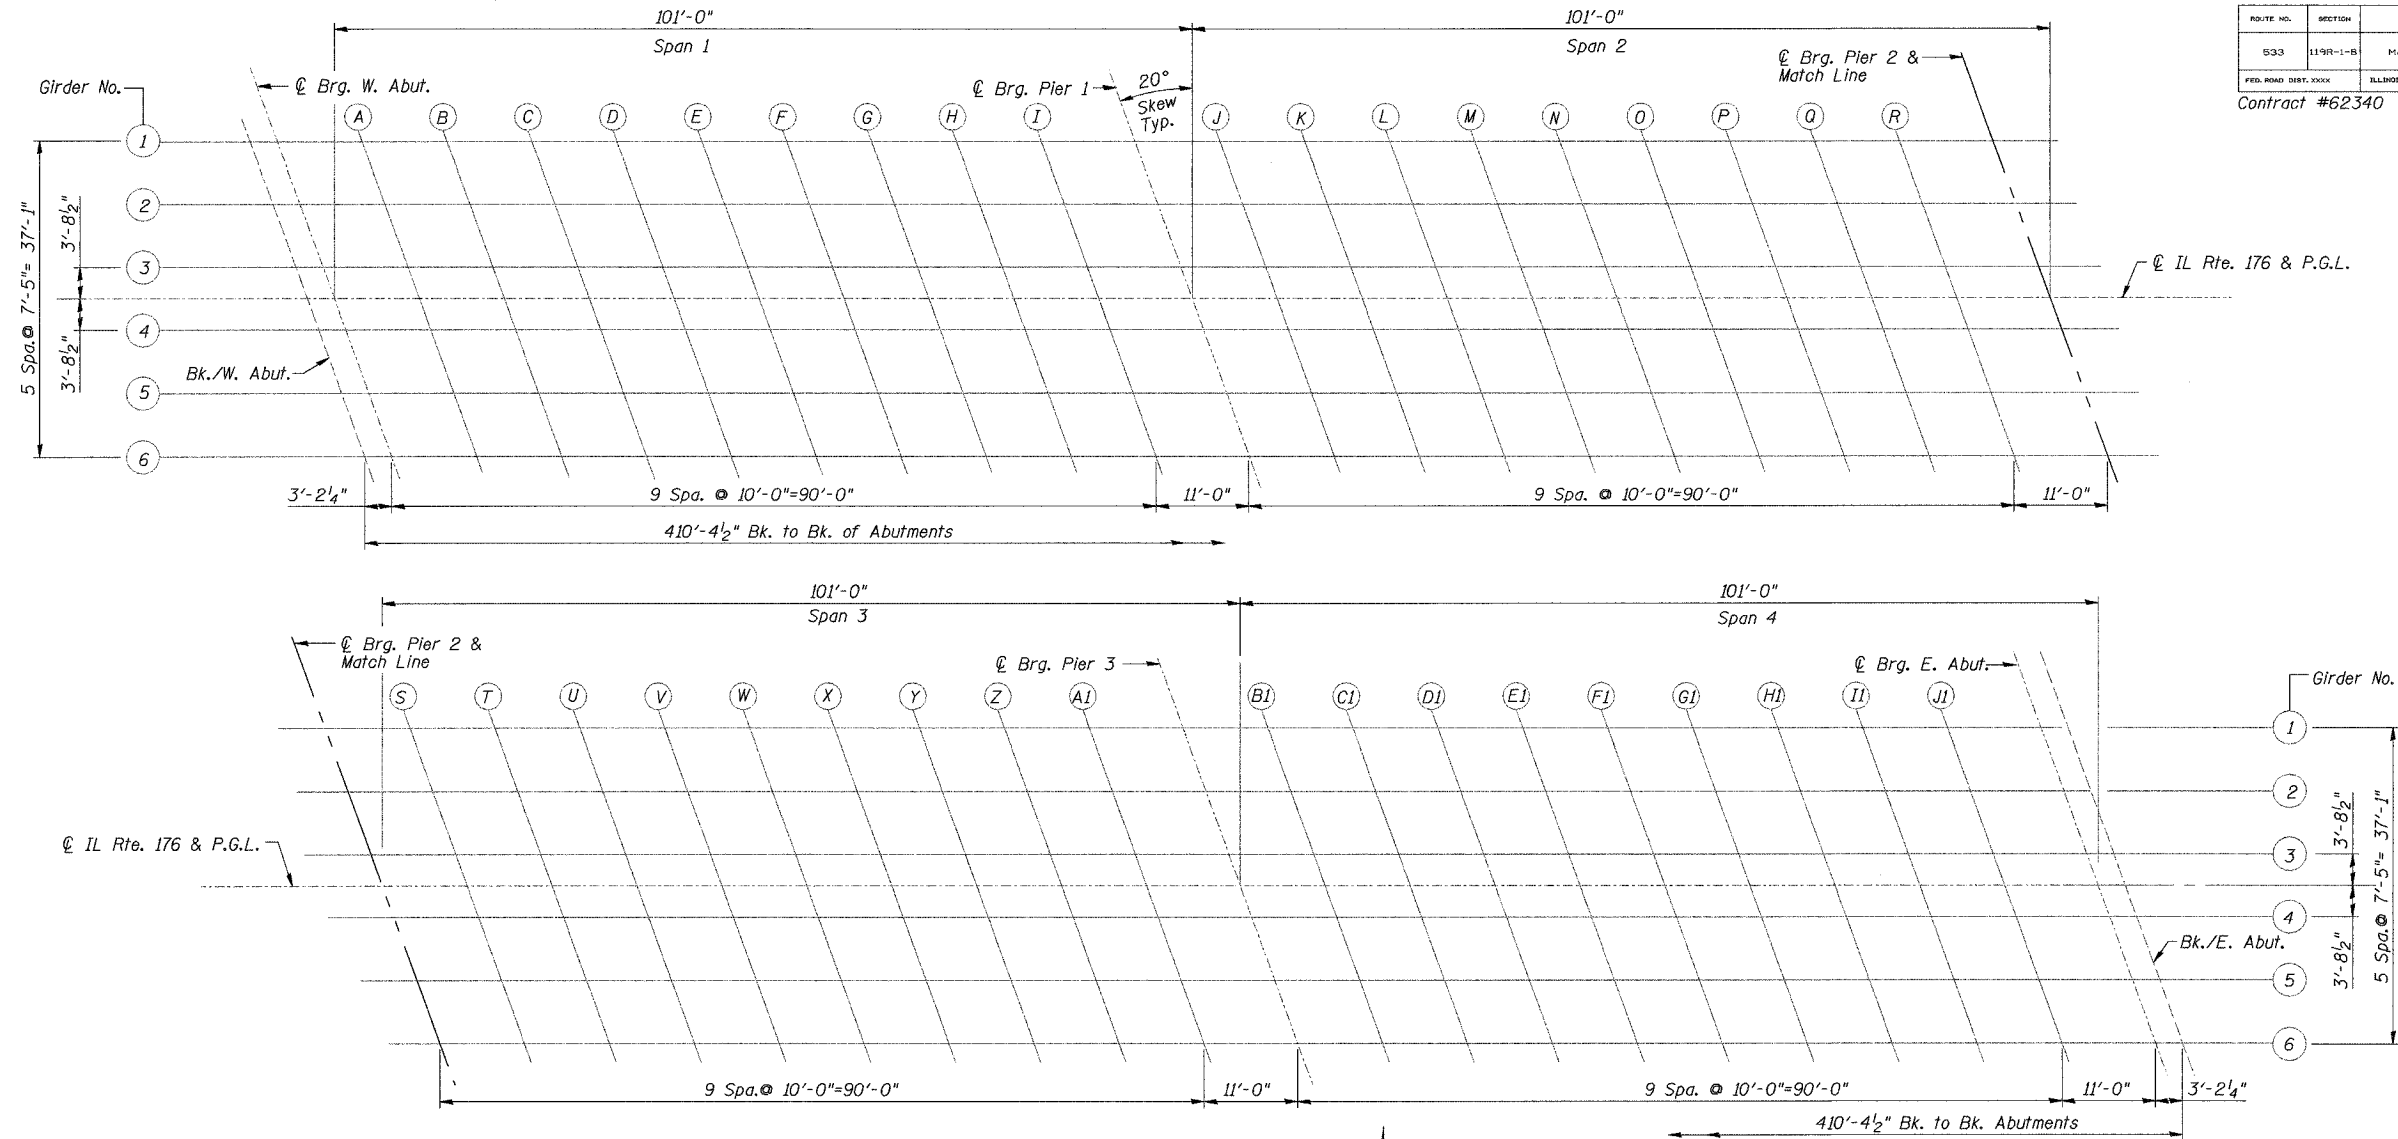 101'-0"
Span 1
101'-0"
Span 2
ROUTE NO. SECTION
533 119R-1-B
FED. ROAD DIST. XXXX
Contract #62340
Girder No.
℄ Brg. W. Abut.
℄ Brg. Pier 1
20°
Skew
Typ.
℄ Brg. Pier 2 &
Match Line
A B C D E F G H I J K L M N O P Q R
1
2
3
4
5
6
5 Spa. @ 7'-5"= 37'-1"
3'-8½"
3'-8½"
℄ IL Rte. 176 & P.G.L.
Bk./W. Abut.
3'-2¼"
9 Spa. @ 10'-0"=90'-0"
11'-0"
9 Spa. @ 10'-0"=90'-0"
11'-0"
410'-4½" Bk. to Bk. of Abutments
101'-0"
Span 3
101'-0"
Span 4
℄ Brg. Pier 2 &
Match Line
℄ Brg. Pier 3
℄ Brg. E. Abut.
Girder No.
S T U V W X Y Z A1 B1 C1 D1 E1 F1 G1 H1 I1 J1
1
2
3
4
5
6
℄ IL Rte. 176 & P.G.L.
3'-8½"
3'-8½"
5 Spa.@ 7'-5"= 37'-1"
Bk./E. Abut.
9 Spa.@ 10'-0"=90'-0"
11'-0"
9 Spa. @ 10'-0"=90'-0"
11'-0"
3'-2¼"
410'-4½" Bk. to Bk. Abutments